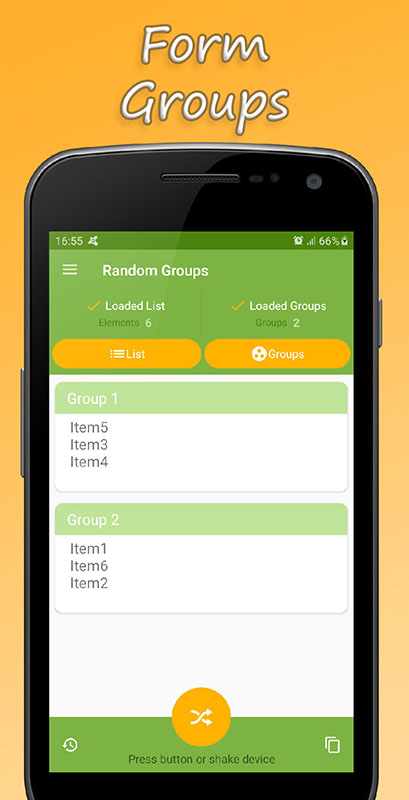 Form
Groups
16:55 66%
Random Groups
Loaded List Loaded Groups
Elements 6 Groups 2
List Groups
Group 1
Item5
Item3
Item4
Group 2
Item1
Item6
Item2
Press button or shake device